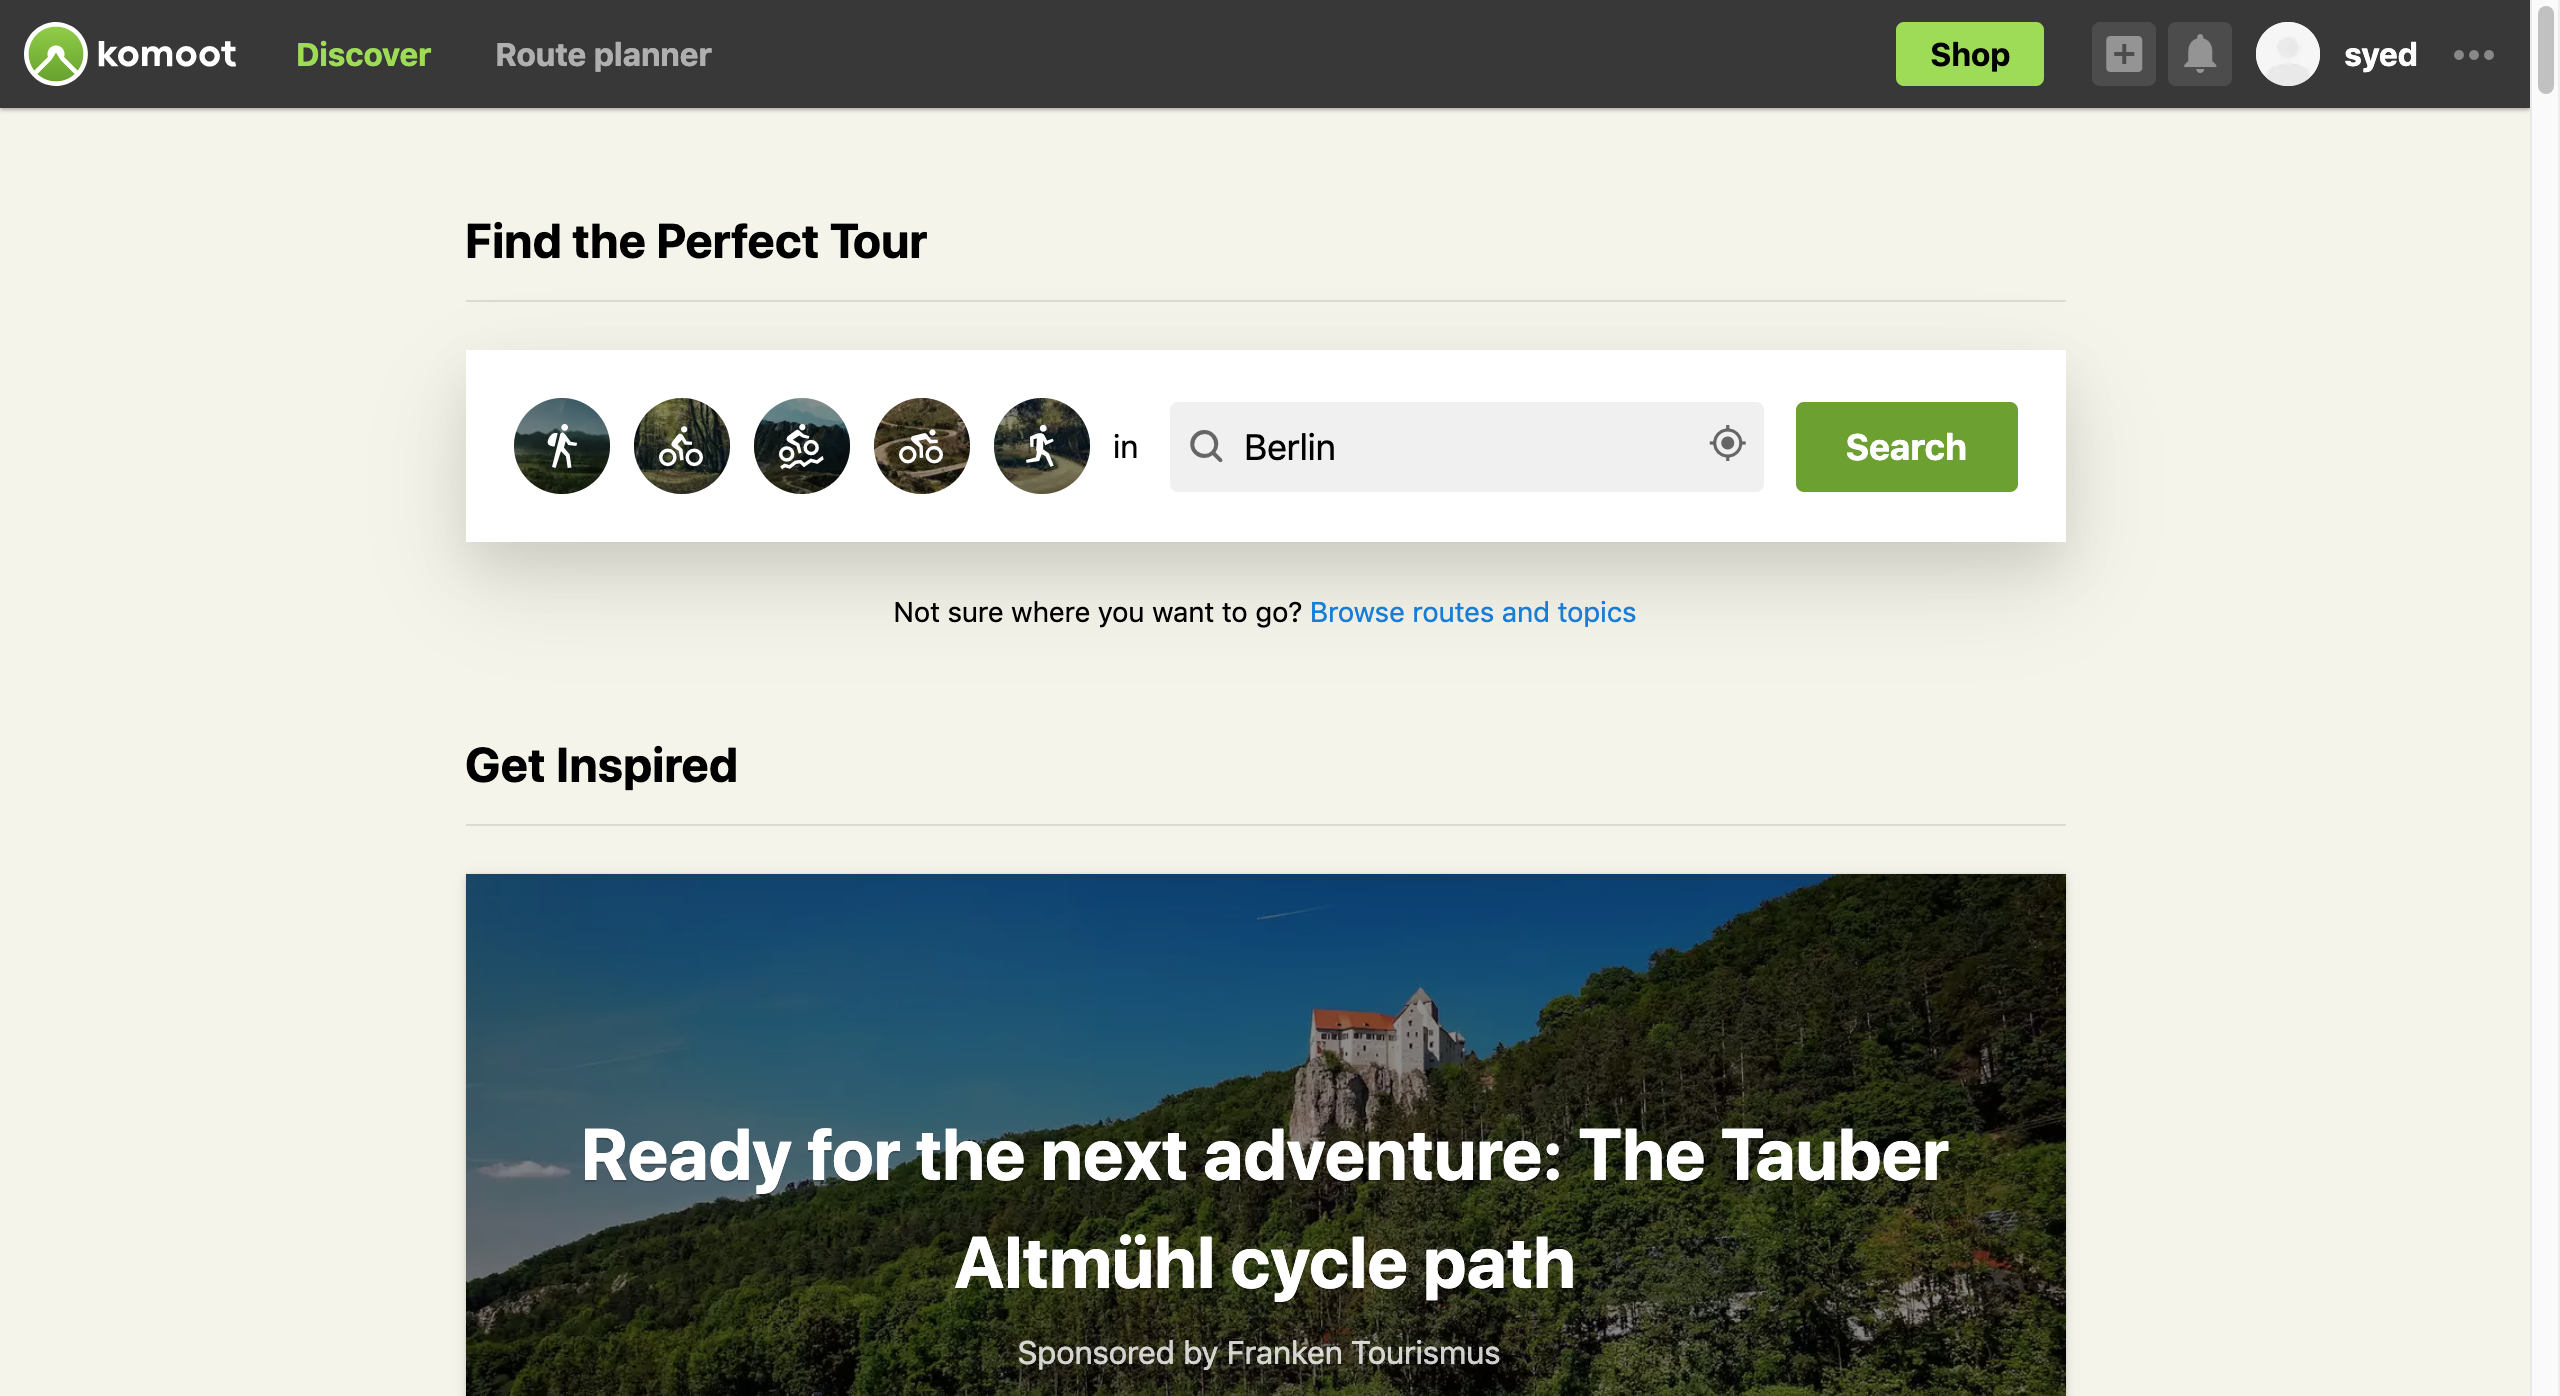 komoot Discover Route planner Shop syed
Find the Perfect Tour
in Berlin Search
Not sure where you want to go? Browse routes and topics
Get Inspired
Ready for the next adventure: The Tauber
Altmühl cycle path
Sponsored by Franken Tourismus